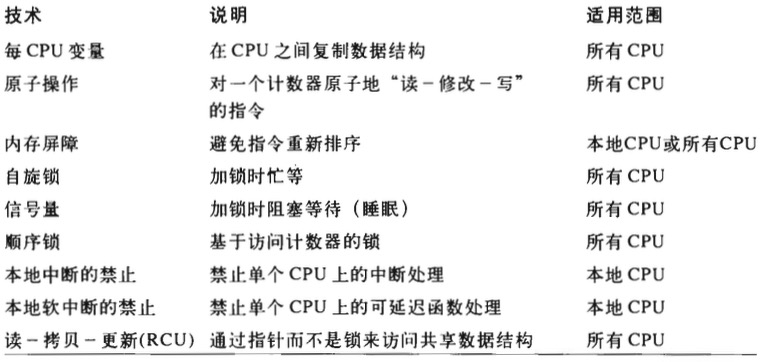 技术 说明 适用范围
每 CPU 变量 在 CPU 之间复制数据结构 所有 CPU
原子操作 对一个计数器原子地“读－修改－写” 所有 CPU
的指令
内存屏障 避免指令重新排序 本地CPU或所有CPU
自旋锁 加锁时忙等 所有 CPU
信号量 加锁时阻塞等待（睡眠） 所有 CPU
顺序锁 基于访问计数器的锁 所有 CPU
本地中断的禁止 禁止单个 CPU 上的中断处理 本地 CPU
本地软中断的禁止 禁止单个 CPU 上的可延迟函数处理 本地 CPU
读－拷贝－更新(RCU) 通过指针而不是锁来访问共享数据结构 所有 CPU